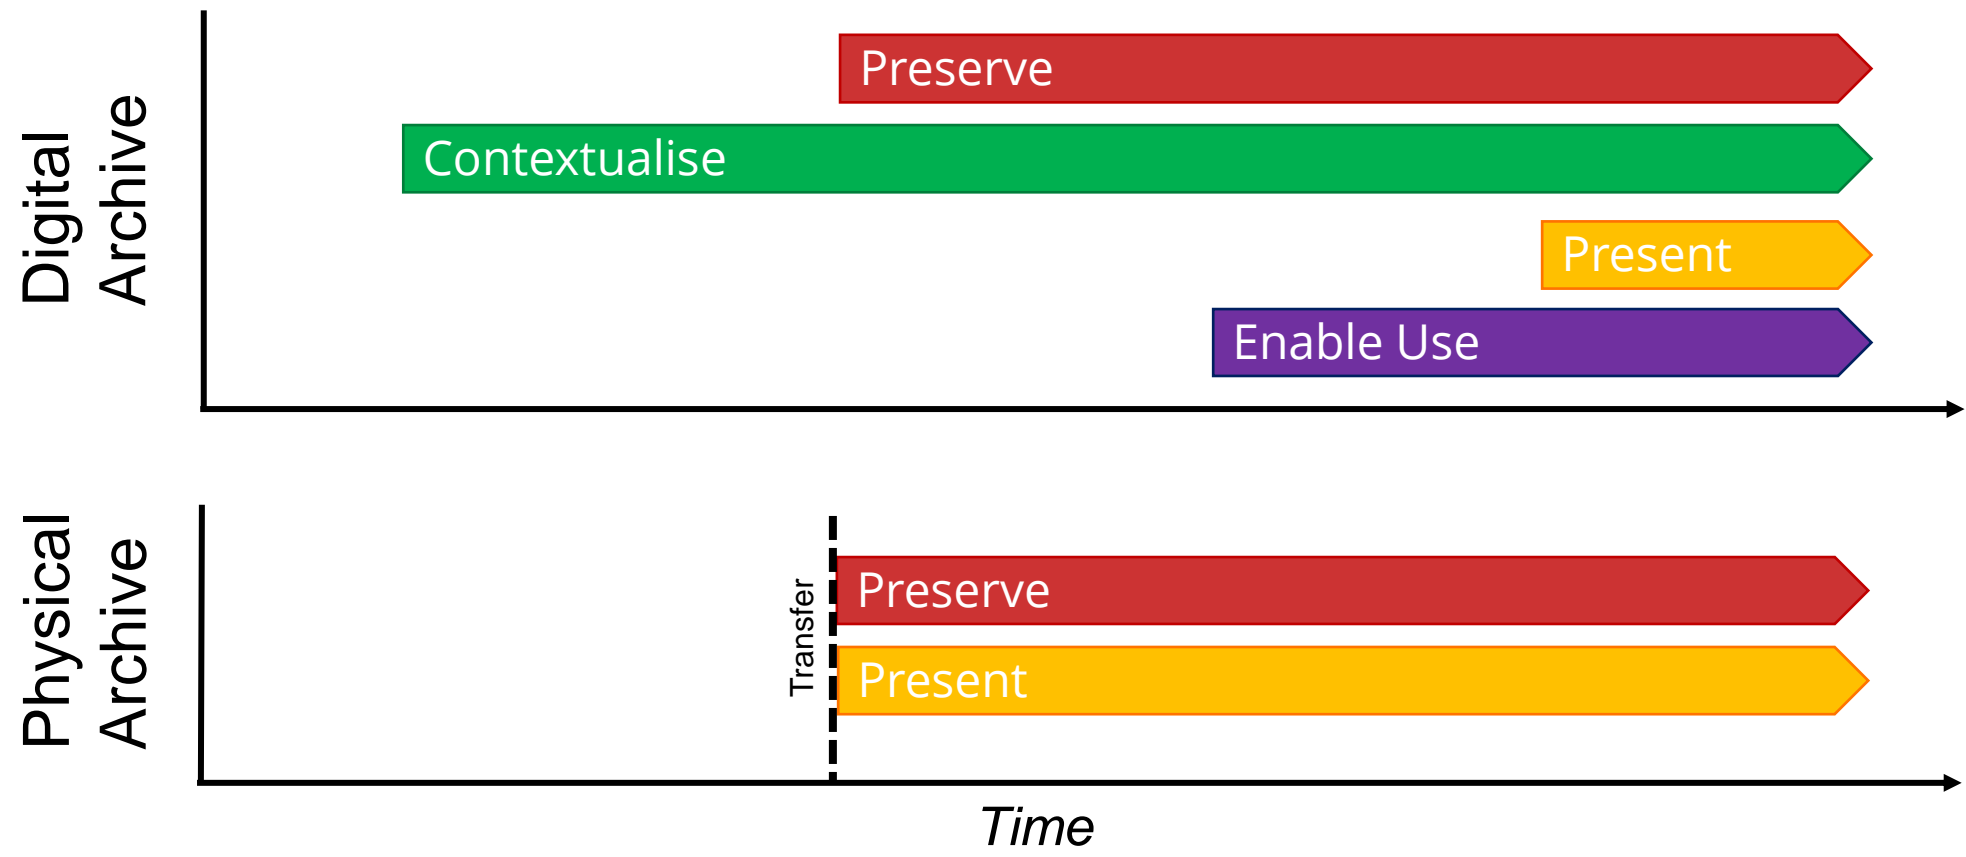 Digital
Archive
Preserve
Contextualise
Present
Enable Use
Physical
Archive
Transfer
Preserve
Present
Time